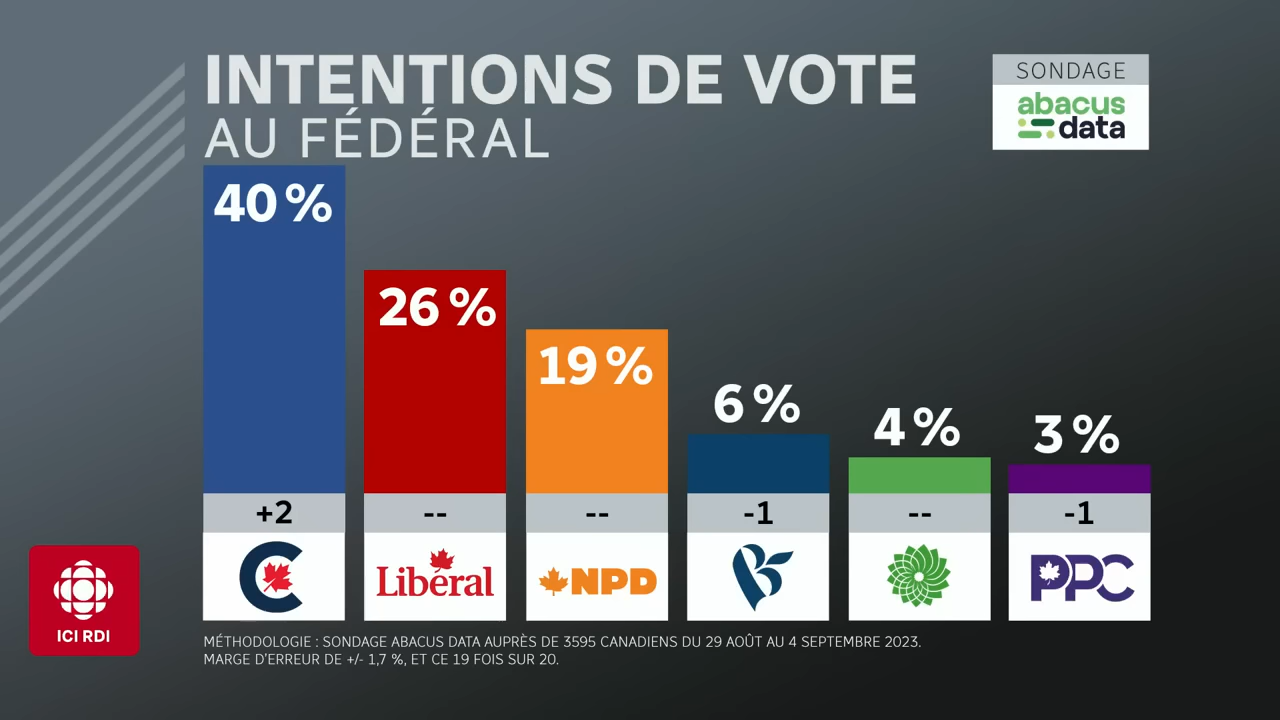 INTENTIONS DE VOTE
AU FÉDÉRAL
SONDAGE
abacus
data
40 %
26 %
19 %
6 %
4 %
3 %
+2
--
--
-1
--
-1
C
Libéral
NPD
PPC
ICI RDI
MÉTHODOLOGIE : SONDAGE ABACUS DATA AUPRÈS DE 3595 CANADIENS DU 29 AOÛT AU 4 SEPTEMBRE 2023.
MARGE D'ERREUR DE +/- 1,7 %, ET CE 19 FOIS SUR 20.